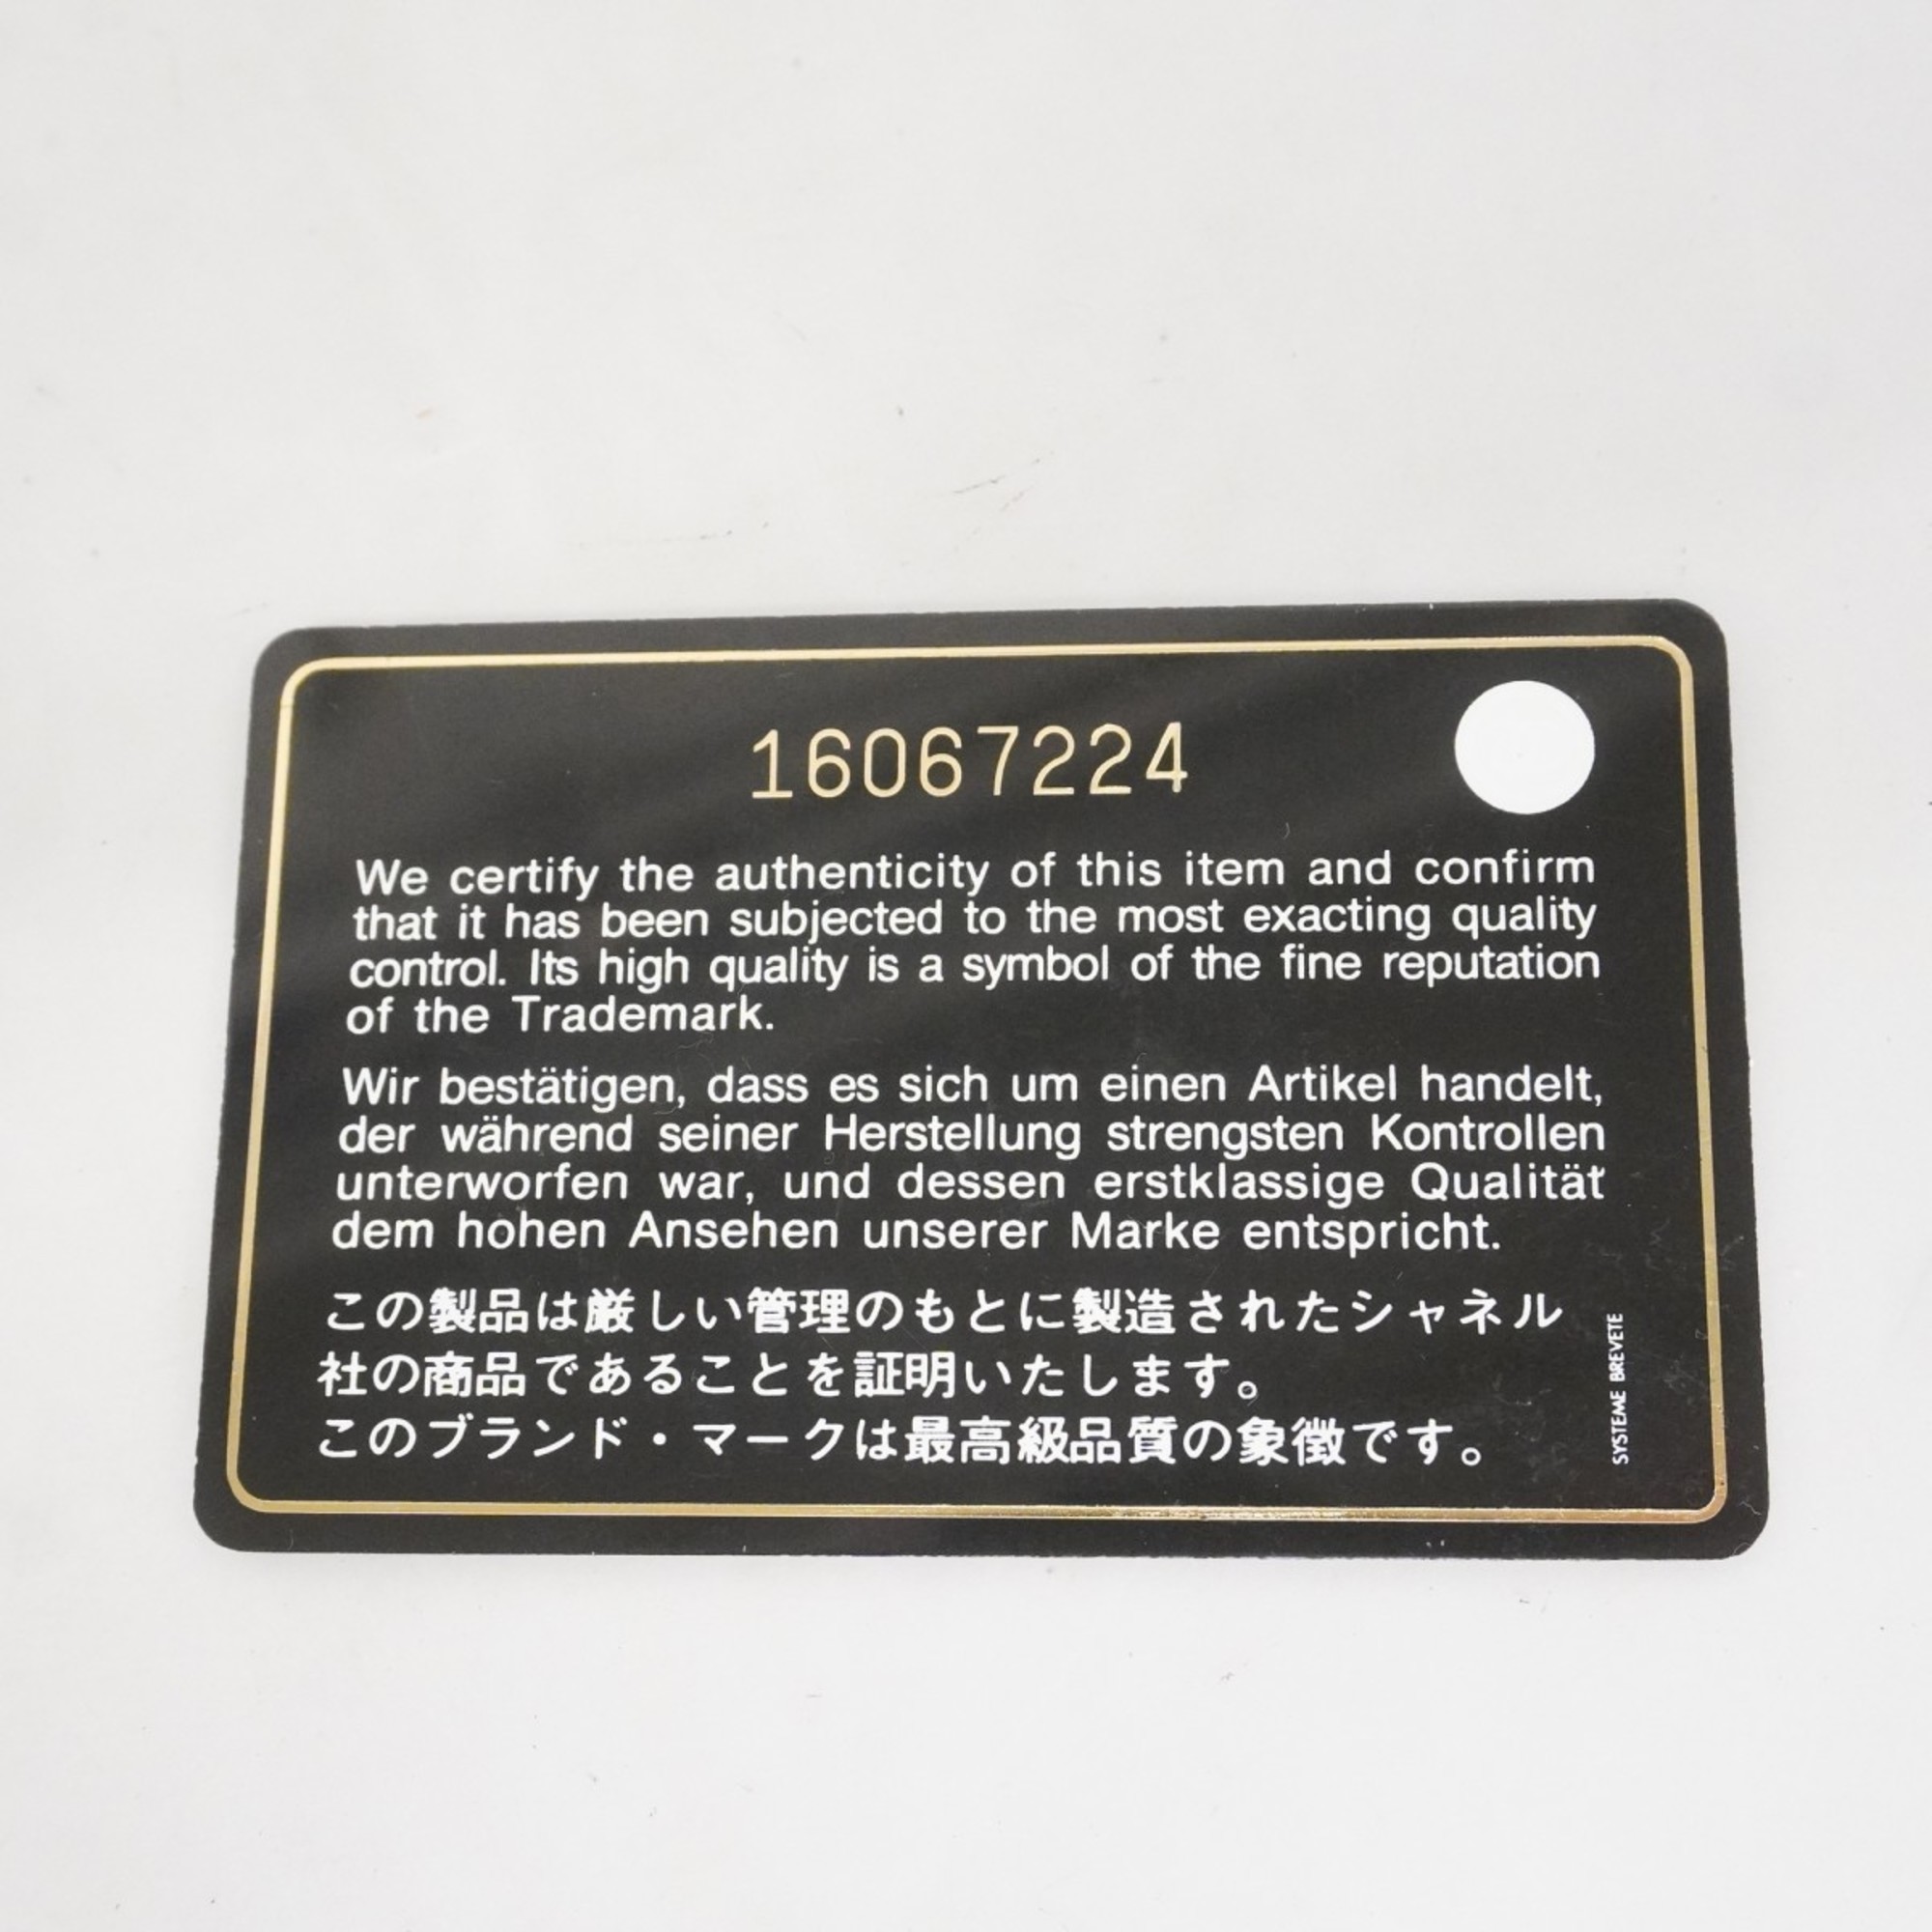 16067224
We certify the authenticity of this item and confirm
that it has been subjected to the most exacting quality
control. Its high quality is a symbol of the fine reputation
of the Trademark.
Wir bestätigen, dass es sich um einen Artikel handelt,
der während seiner Herstellung strengsten Kontrollen
unterworfen war, und dessen erstklassige Qualität
dem hohen Ansehen unserer Marke entspricht.
この製品は厳しい管理のもとに製造されたシャネル
社の商品であることを証明いたします。
このブランド・マークは最高級品質の象徴です。
SYSTEME BREVETE